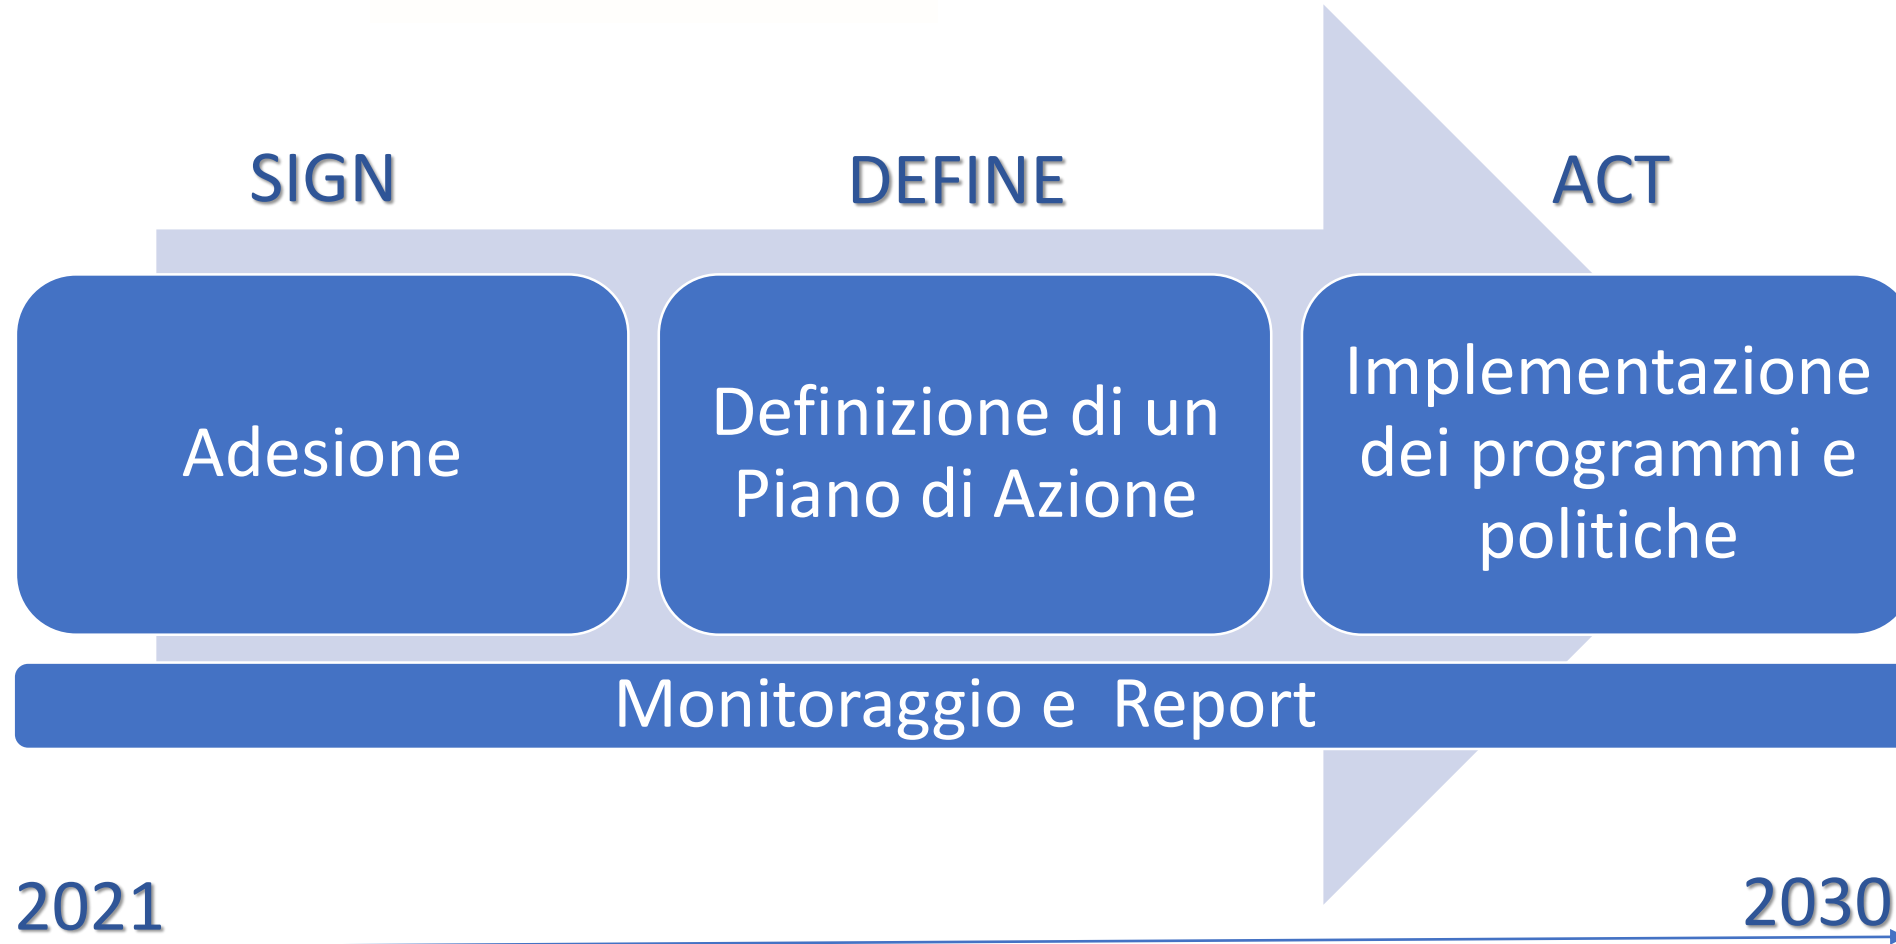 SIGN
DEFINE
ACT
Adesione
Definizione di un
Piano di Azione
Implementazione
dei programmi e
politiche
Monitoraggio e  Report
2021
2030